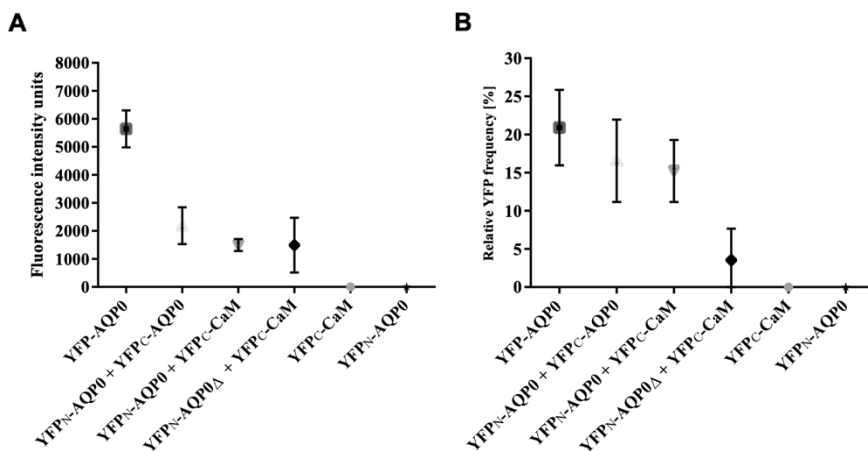 A
Fluorescence intensity units
8000
7000
6000
5000
4000
3000
2000
1000
0
YFP-AQP0
YFPN-AQP0 + YFPC-AQP0
YFPN-AQP0 + YFPC-CaM
YFPN-AQP0Δ + YFPC-CaM
YFPC-CaM
YFPN-AQP0
B
Relative YFP frequency [%]
30
25
20
15
10
5
0
YFP-AQP0
YFPN-AQP0 + YFPC-AQP0
YFPN-AQP0 + YFPC-CaM
YFPN-AQP0Δ + YFPC-CaM
YFPC-CaM
YFPN-AQP0